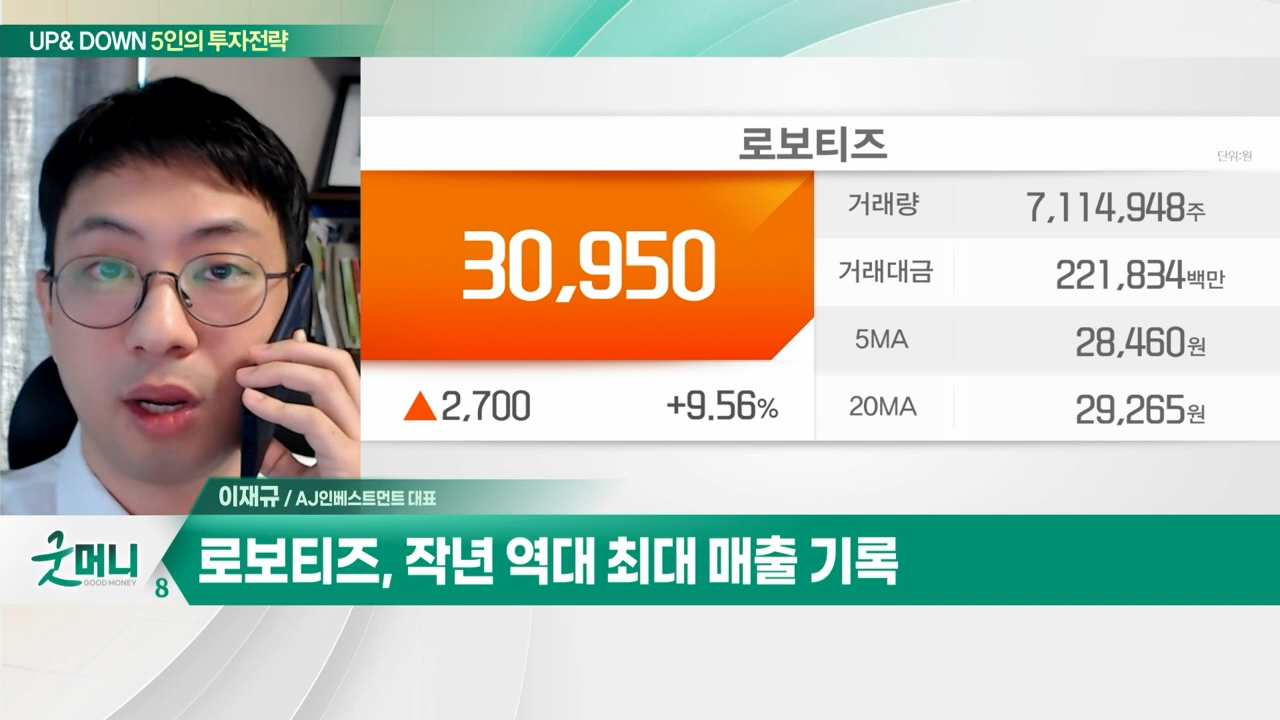 UP& DOWN 5인의 투자전략
로보티즈
단위:원
30,950
▲2,700 +9.56%
거래량 7,114,948주
거래대금 221,834백만
5MA 28,460원
20MA 29,265원
이재규 / AJ인베스트먼트 대표
굿머니
GOOD MONEY
8
로보티즈, 작년 역대 최대 매출 기록